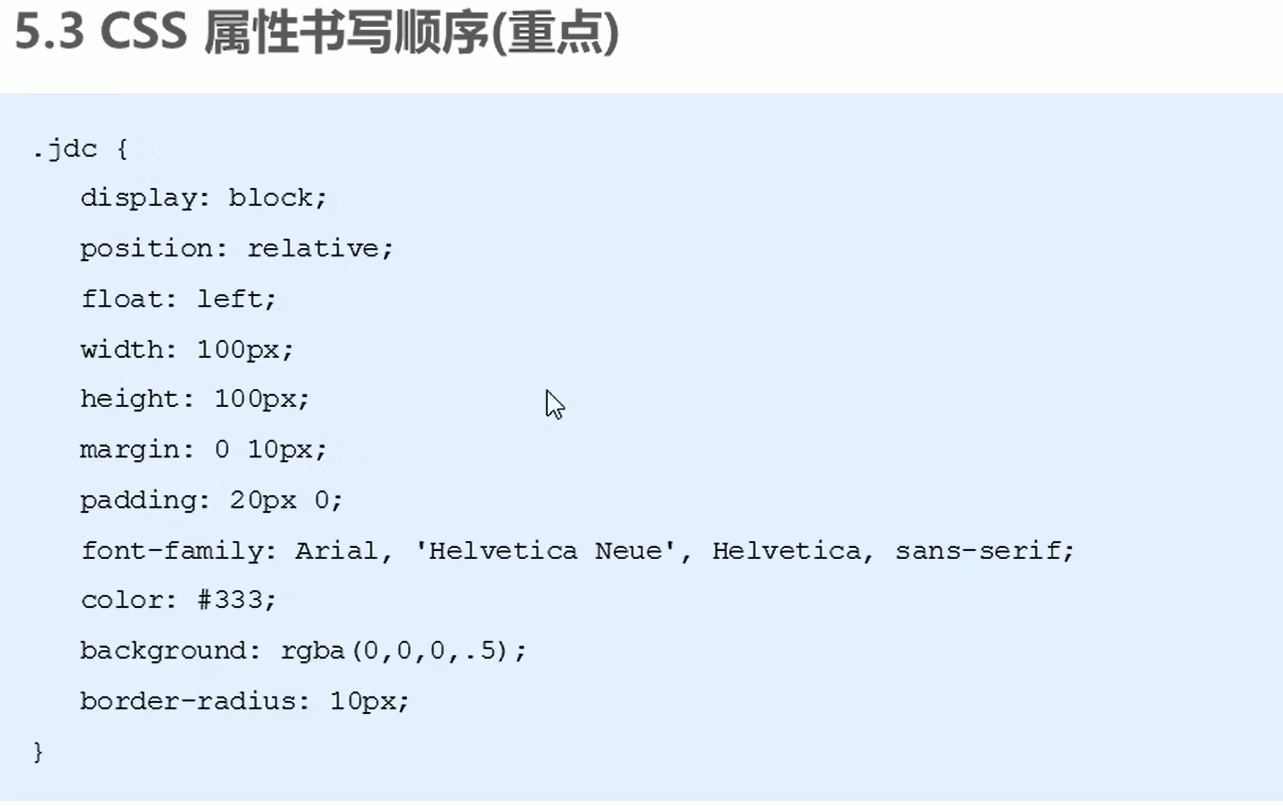 5.3 CSS 属性书写顺序(重点)
.jdc {
display: block;
position: relative;
float: left;
width: 100px;
height: 100px;
margin: 0 10px;
padding: 20px 0;
font-family: Arial, 'Helvetica Neue', Helvetica, sans-serif;
color: #333;
background: rgba(0,0,0,.5);
border-radius: 10px;
}